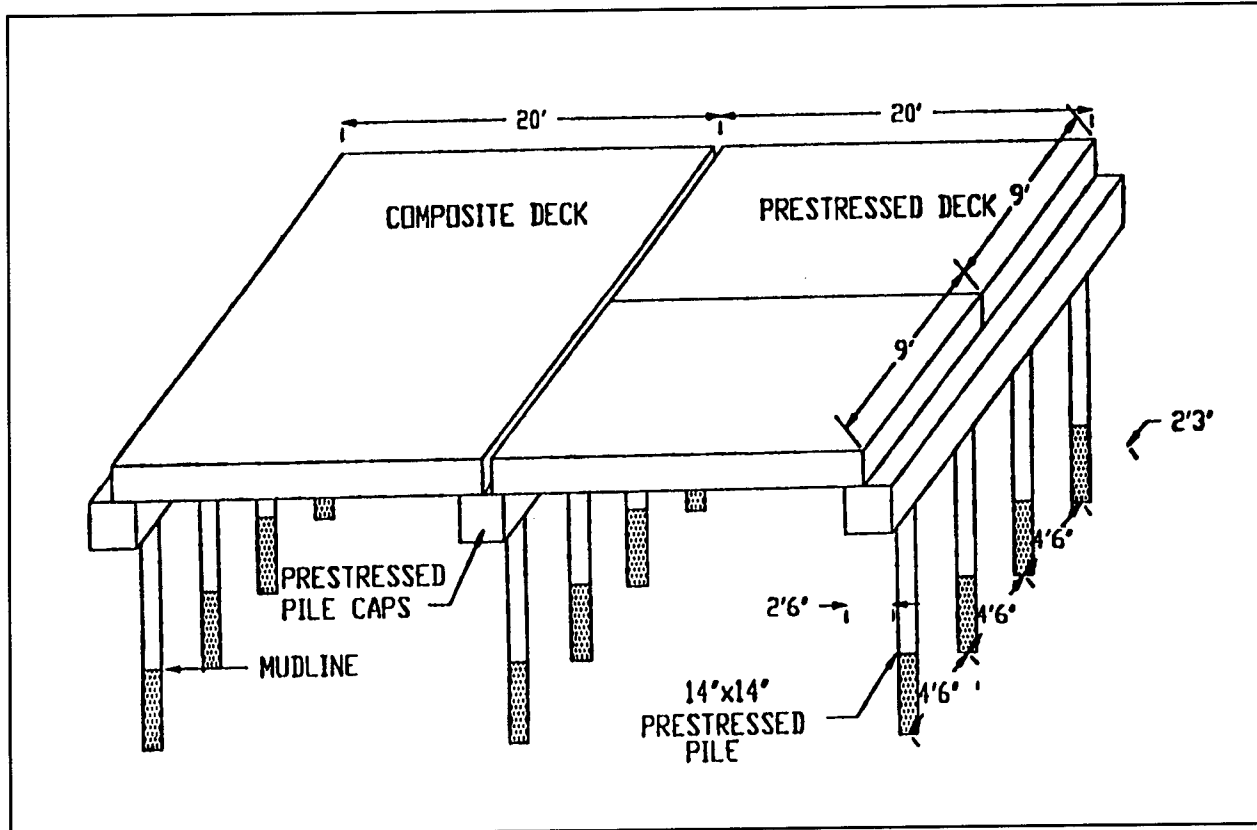 20'
20'
COMPOSITE DECK
PRESTRESSED DECK
9'
9'
2'3"
4'6"
PRESTRESSED
PILE CAPS
2'6"
4'6"
MUDLINE
4'6"
14"x14"
PRESTRESSED
PILE